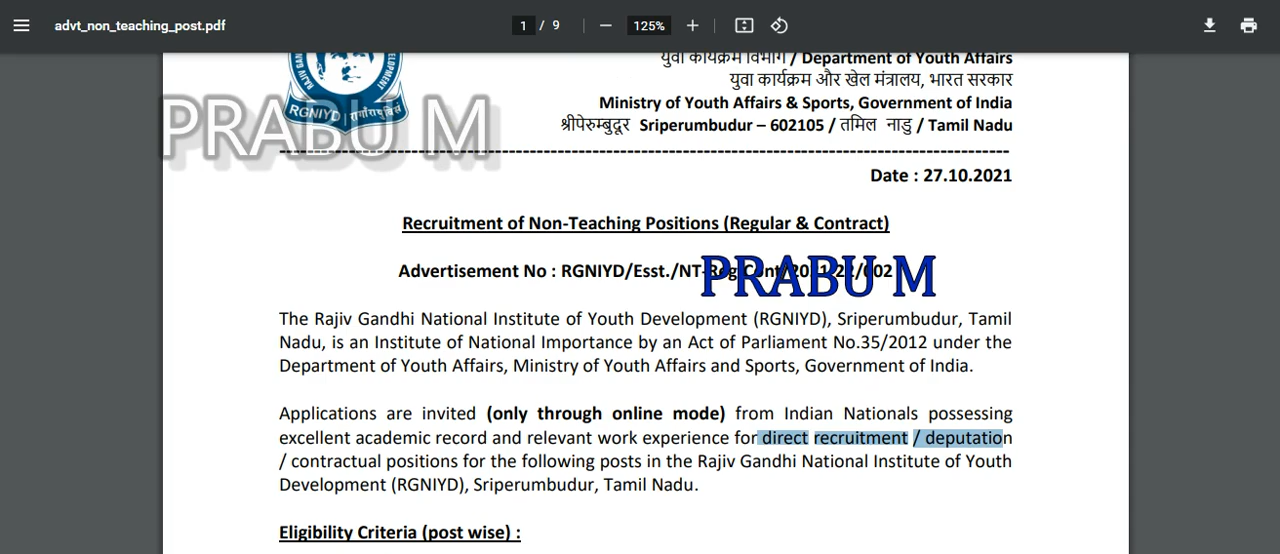 advt_non_teaching_post.pdf
1 / 9
125%
युवा कार्यक्रम विभाग / Department of Youth Affairs
युवा कार्यक्रम और खेल मंत्रालय, भारत सरकार
Ministry of Youth Affairs & Sports, Government of India
श्रीपेरुम्बुदूर Sriperumbudur – 602105 / तमिल नाडु / Tamil Nadu
RGNIYD
PRABU M
Date : 27.10.2021
Recruitment of Non-Teaching Positions (Regular & Contract)
Advertisement No : RGNIYD/Esst./NT-Reg
PRABU M
The Rajiv Gandhi National Institute of Youth Development (RGNIYD), Sriperumbudur, Tamil
Nadu, is an Institute of National Importance by an Act of Parliament No.35/2012 under the
Department of Youth Affairs, Ministry of Youth Affairs and Sports, Government of India.
Applications are invited (only through online mode) from Indian Nationals possessing
excellent academic record and relevant work experience for direct recruitment / deputation
/ contractual positions for the following posts in the Rajiv Gandhi National Institute of Youth
Development (RGNIYD), Sriperumbudur, Tamil Nadu.
Eligibility Criteria (post wise) :